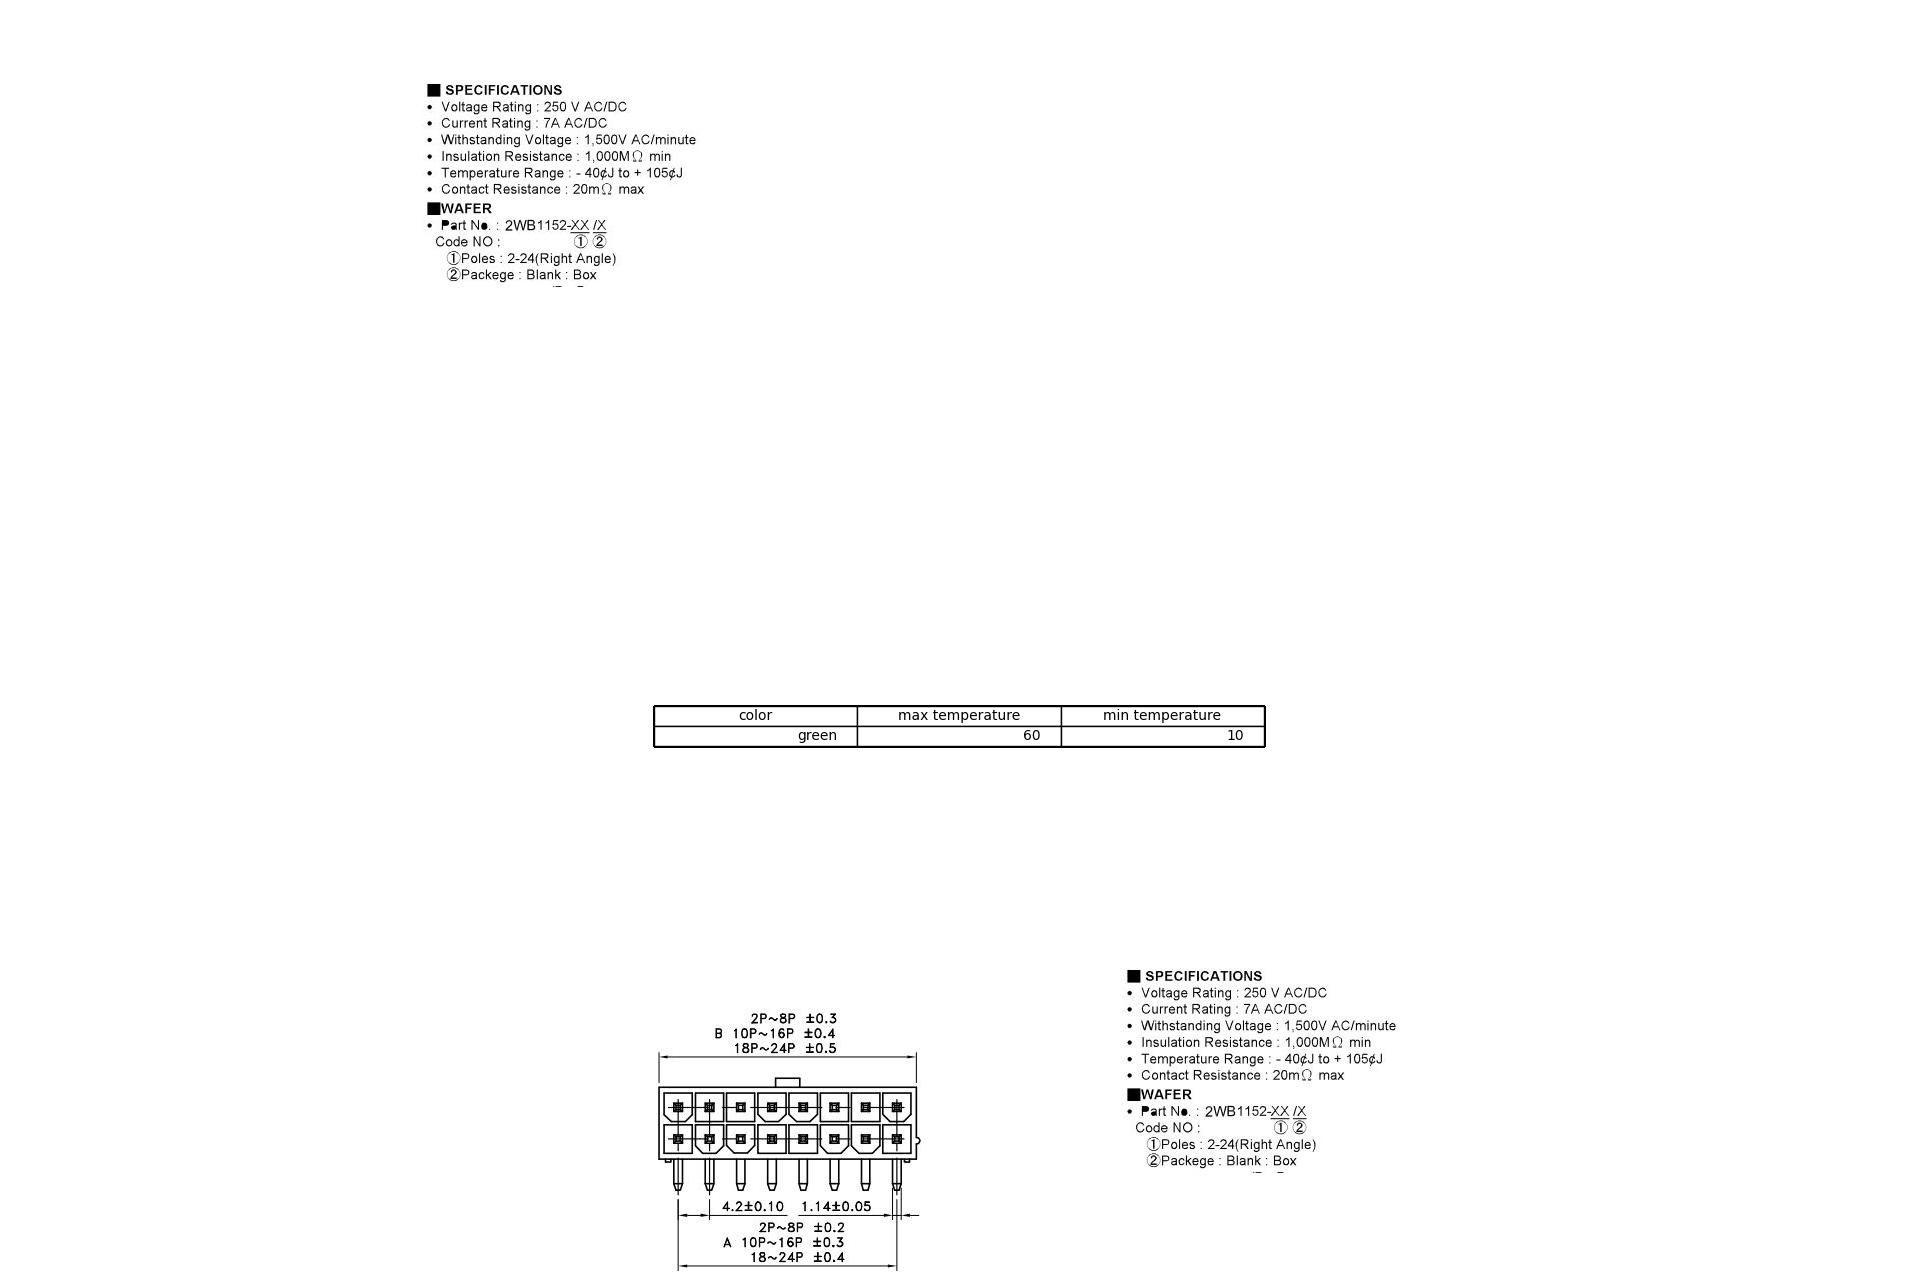 ■ SPECIFICATIONS
• Voltage Rating : 250 V AC/DC
• Current Rating : 7A AC/DC
• Withstanding Voltage : 1,500V AC/minute
• Insulation Resistance : 1,000MΩ min
• Temperature Range : - 40¢J to + 105¢J
• Contact Resistance : 20mΩ max
■WAFER
• Part No. : 2WB1152-XX /X
Code NO : ① ②
①Poles : 2-24(Right Angle)
②Packege : Blank : Box
color max temperature min temperature
green 60 10
2P~8P ±0.3
B 10P~16P ±0.4
18P~24P ±0.5
4.2±0.10 1.14±0.05
2P~8P ±0.2
A 10P~16P ±0.3
18~24P ±0.4
■ SPECIFICATIONS
• Voltage Rating : 250 V AC/DC
• Current Rating : 7A AC/DC
• Withstanding Voltage : 1,500V AC/minute
• Insulation Resistance : 1,000MΩ min
• Temperature Range : - 40¢J to + 105¢J
• Contact Resistance : 20mΩ max
■WAFER
• Part No. : 2WB1152-XX /X
Code NO : ① ②
①Poles : 2-24(Right Angle)
②Packege : Blank : Box